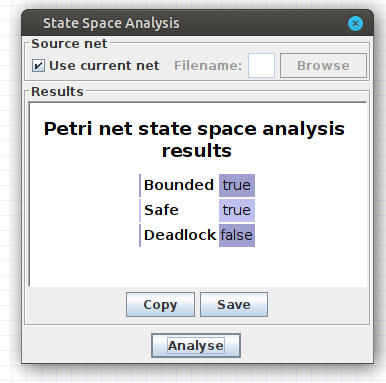 State Space Analysis
Source net
Use current net Filename: Browse
Results
Petri net state space analysis
results
Bounded true
Safe true
Deadlock false
Copy Save
Analyse